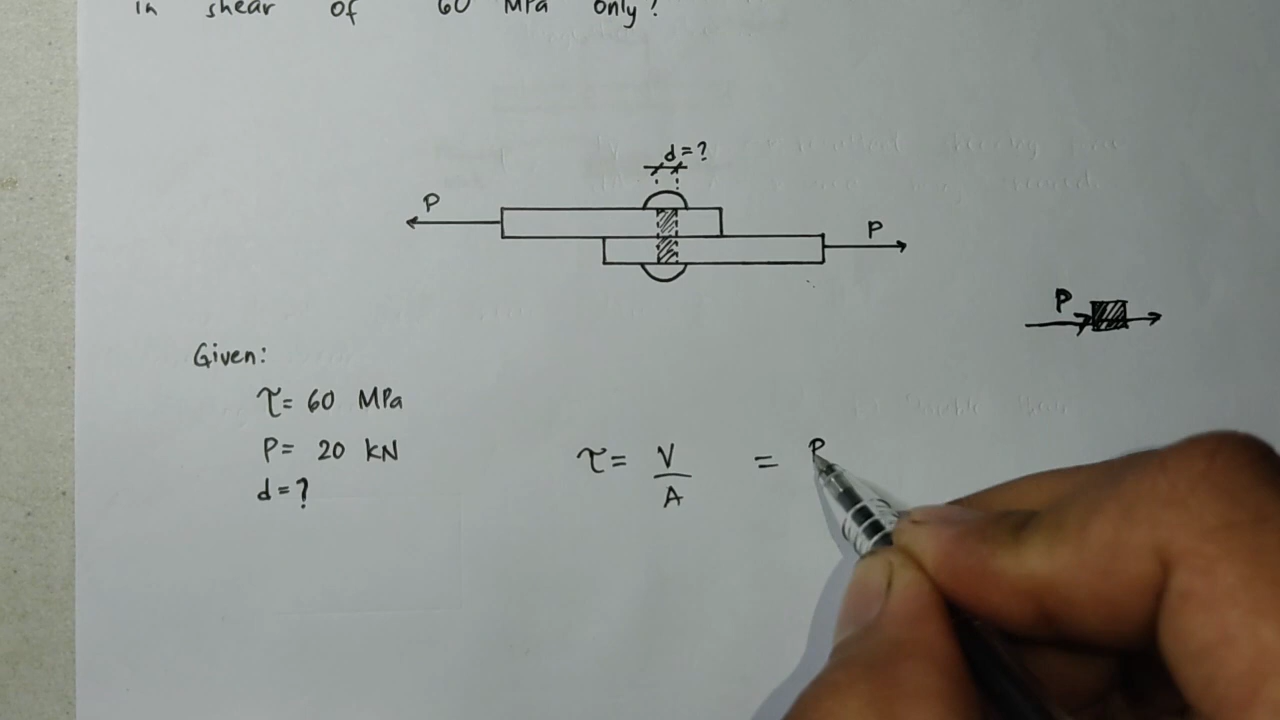 in shear of 60 MPa only?
d=?
P
P
P
Given:
τ= 60 MPa
P= 20 kN
d=?
τ= V/A = P